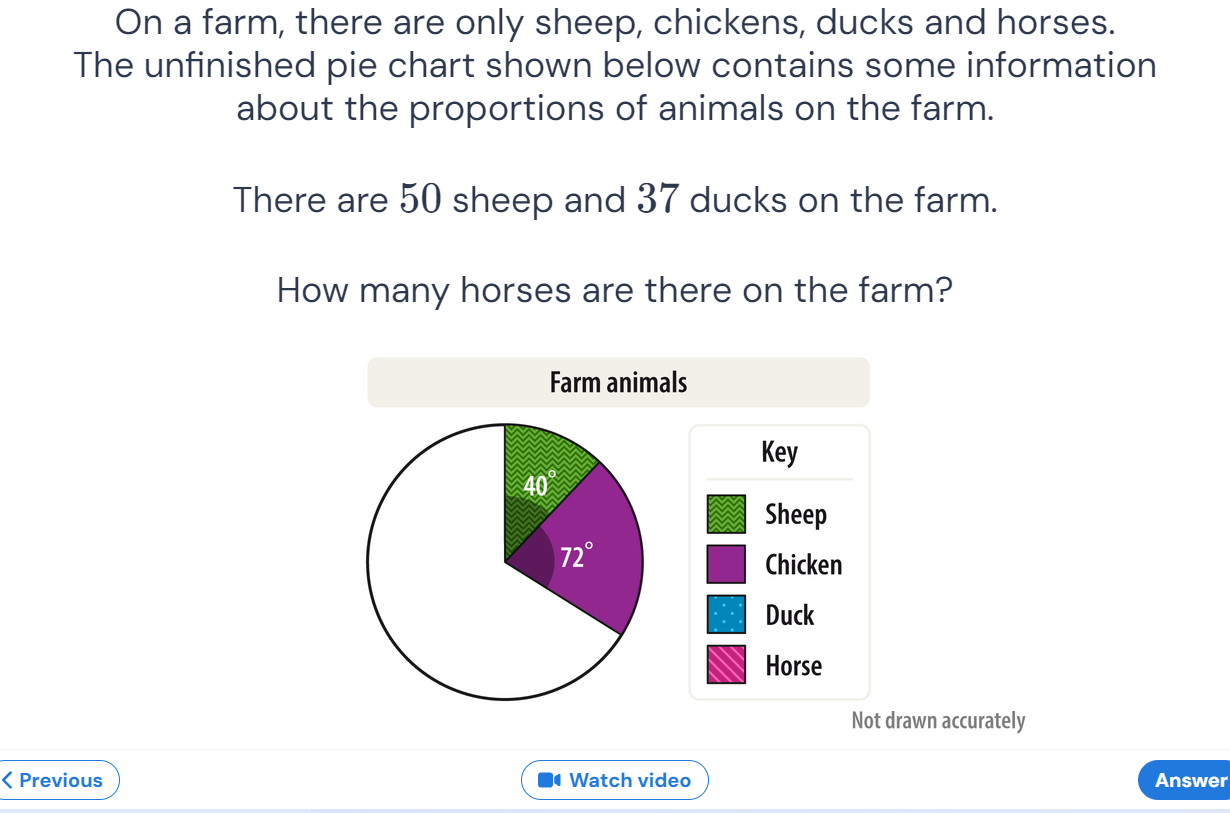 On a farm, there are only sheep, chickens, ducks and horses.
The unfinished pie chart shown below contains some information
about the proportions of animals on the farm.
There are 50 sheep and 37 ducks on the farm.
How many horses are there on the farm?
Farm animals
40°
72°
Key
Sheep
Chicken
Duck
Horse
Not drawn accurately
Previous
Watch video
Answer